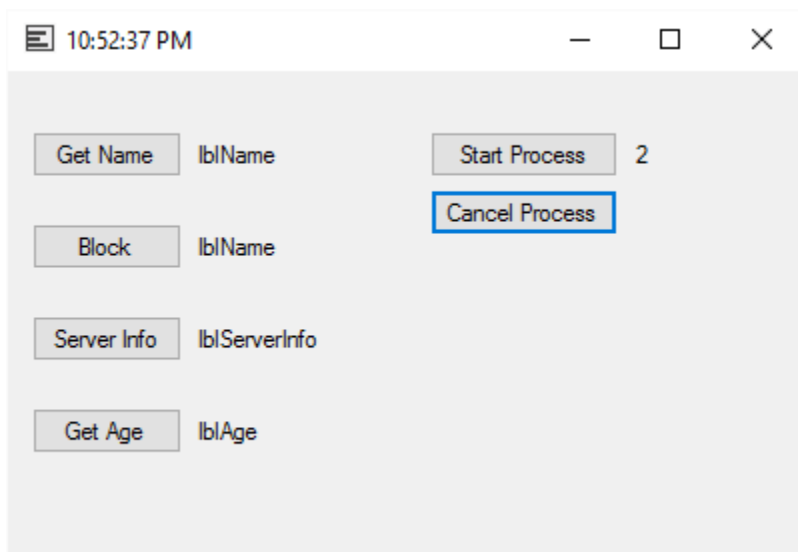 10:52:37 PM
Get Name lblName
Start Process 2
Cancel Process
Block lblName
Server Info lblServerInfo
Get Age lblAge